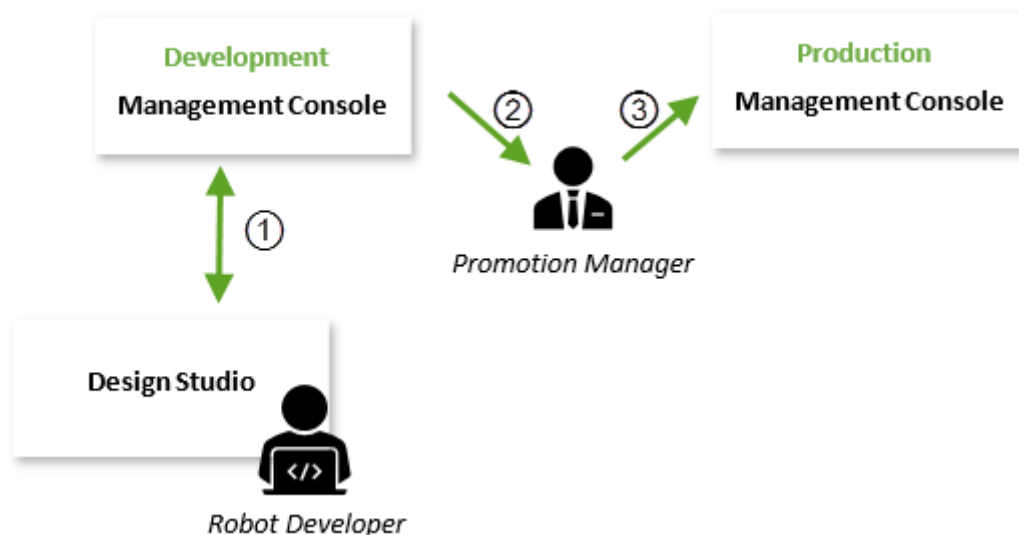 Development
Management Console
Production
Management Console
2
3
Promotion Manager
1
Design Studio
</>
Robot Developer